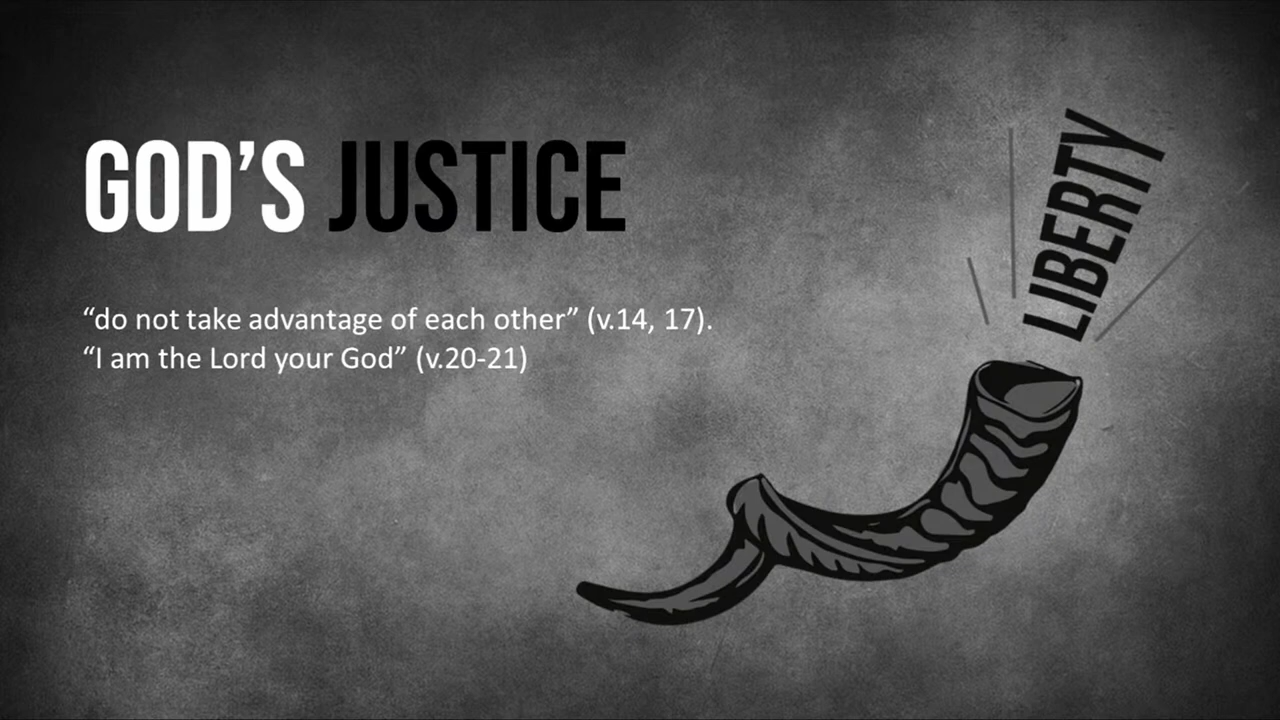 GOD’S JUSTICE
LIBERTY
“do not take advantage of each other” (v.14, 17).
“I am the Lord your God” (v.20-21)